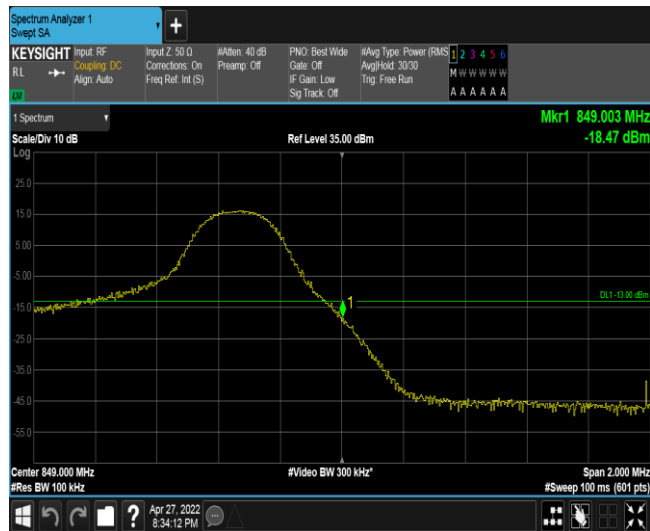 Spectrum Analyzer 1
Swept SA
+
KEYSIGHT
RL
Input: RF
Coupling: DC
Align: Auto
Input Z: 50 Ω
Corrections: On
Freq Ref: Int (S)
#Atten: 40 dB
Preamp: Off
PNO: Best Wide
Gate: Off
IF Gain: Low
Sig Track: Off
#Avg Type: Power (RMS
Avg|Hold: 30/30
Trig: Free Run
1 2 3 4 5 6
M W W W W W
A A A A A A
1 Spectrum
Scale/Div 10 dB
Ref Level 35.00 dBm
Mkr1 849.003 MHz
-18.47 dBm
Log
25.0
15.0
5.00
-5.00
-15.0
-25.0
-35.0
-45.0
-55.0
1
DL1 -13.00 dBm
Center 849.000 MHz
#Video BW 300 kHz*
Span 2.000 MHz
#Res BW 100 kHz
#Sweep 100 ms (601 pts)
?
Apr 27, 2022
8:34:12 PM